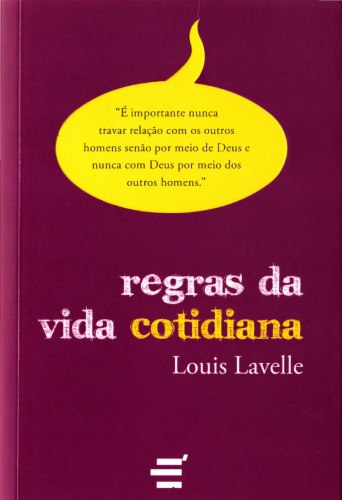 “É importante nunca
travar relação com os outros
homens senão por meio de Deus e
nunca com Deus por meio dos
outros homens.”
regras da
vida cotidiana
Louis Lavelle
É